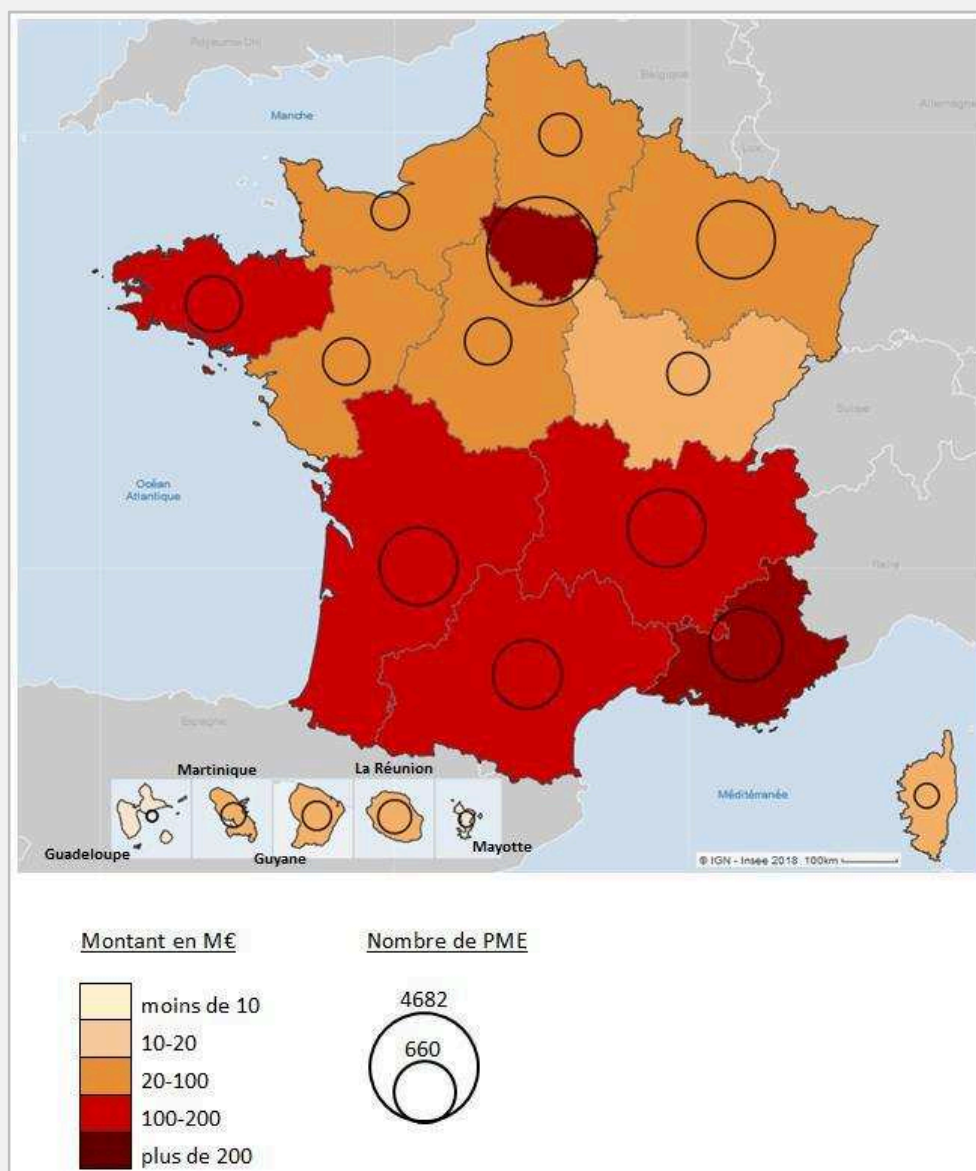 Royaume-Uni
Belgique
Allemagne
Manche
Lux
Suisse
Océan
Atlantique
Italie
Espagne
Martinique
La Réunion
Méditérranée
Guadeloupe
Guyane
Mayotte
© IGN - Insee 2018 100km
Montant en M€
Nombre de PME
moins de 10
10-20
20-100
100-200
plus de 200
4682
660